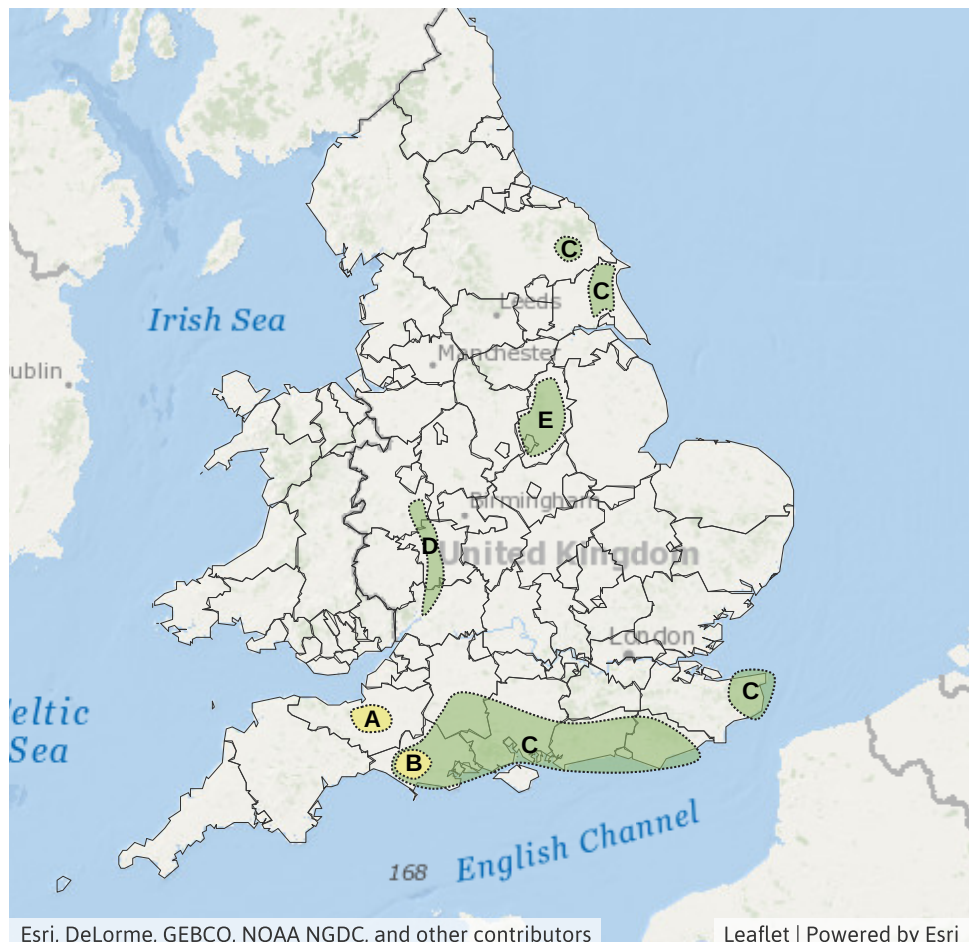 C
C
Leeds
Irish Sea
Manchester
ublin
E
Birmingham
D
United Kingdom
London
C
eltic
Sea
A
C
B
English Channel
168
Esri, DeLorme, GEBCO, NOAA NGDC, and other contributors
Leaflet | Powered by Esri